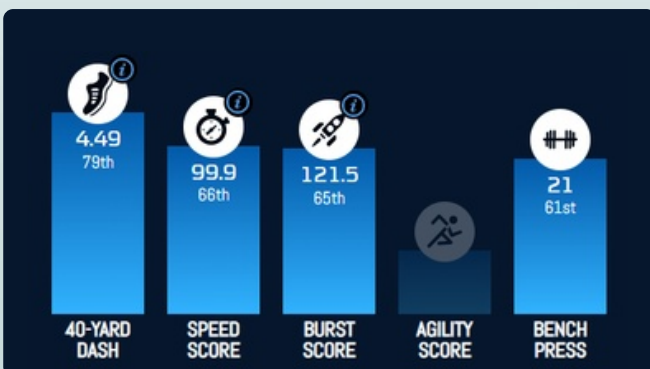 4.49
79th
99.9
66th
121.5
65th
21
61st
40-YARD
DASH
SPEED
SCORE
BURST
SCORE
AGILITY
SCORE
BENCH
PRESS